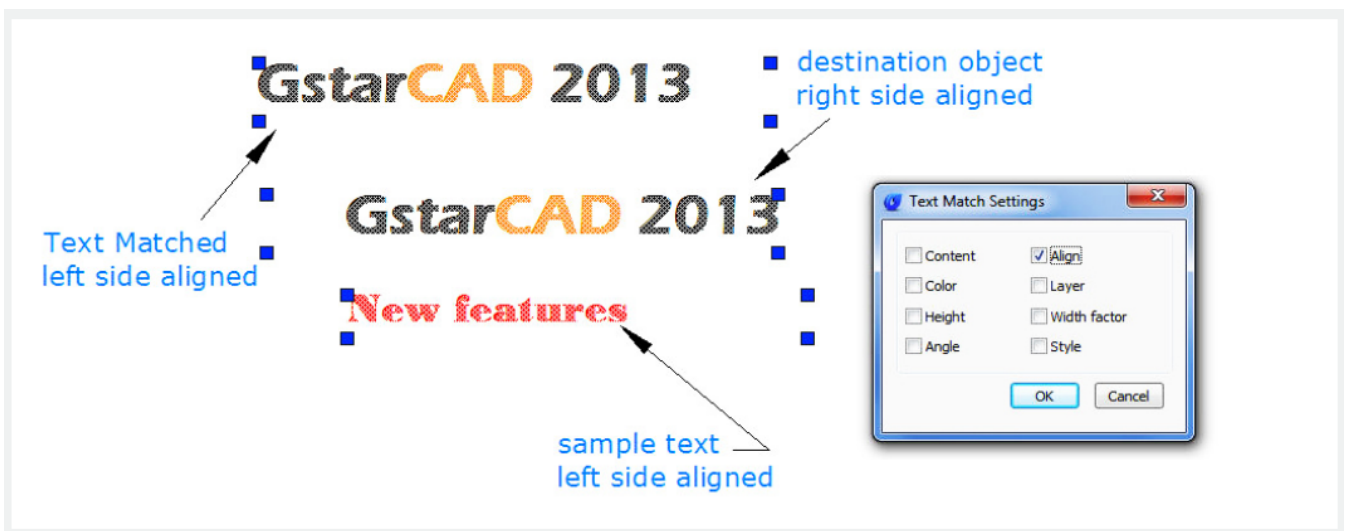 GstarCAD 2013
destination object
right side aligned
GstarCAD 2013
Text Matched
left side aligned
New features
sample text
left side aligned
Text Match Settings
Content
Align
Color
Layer
Height
Width factor
Angle
Style
OK
Cancel